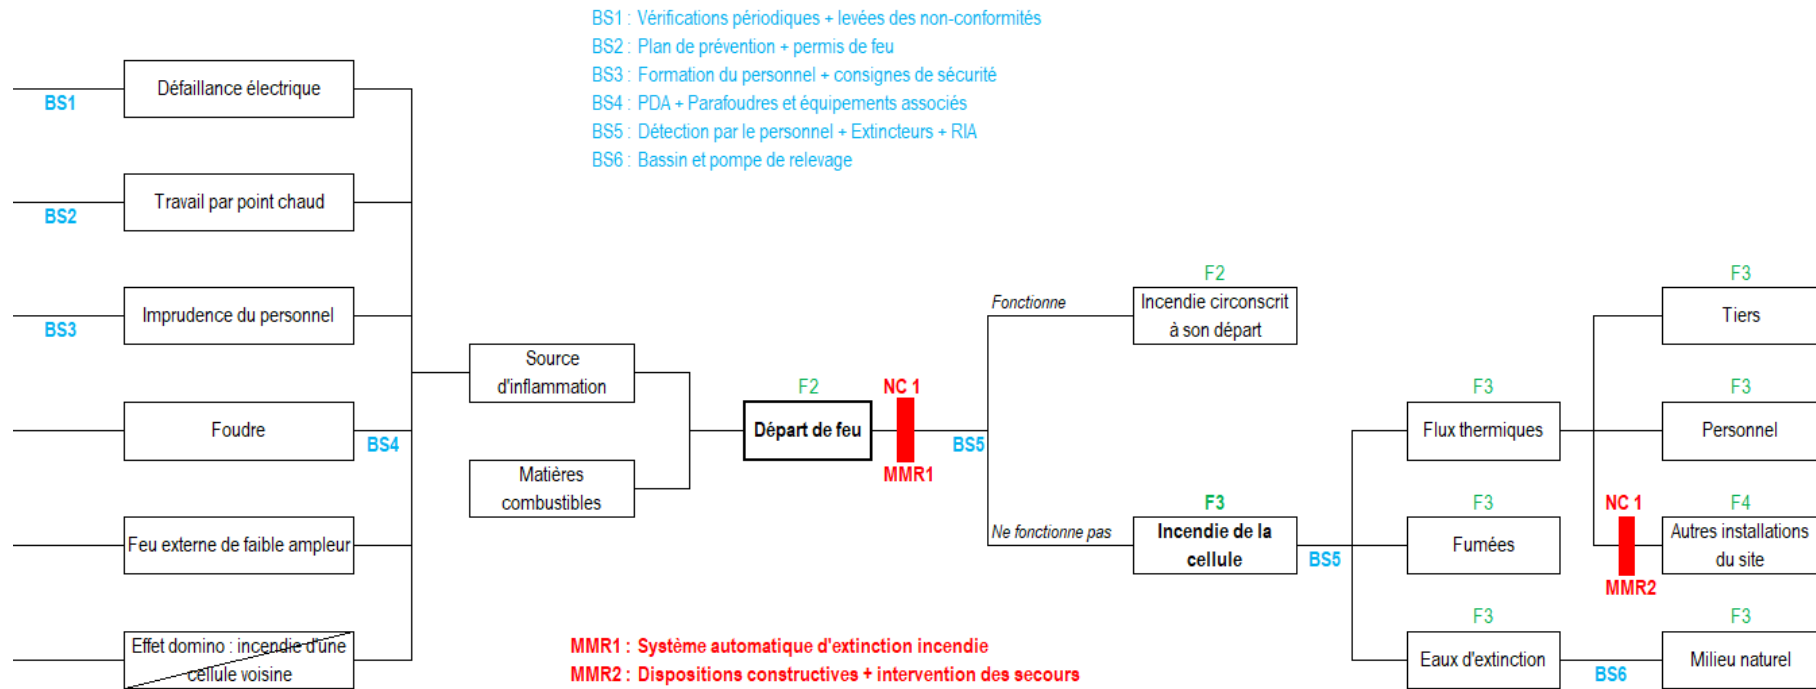 BS1 : Vérifications périodiques + levées des non-conformités
BS2 : Plan de prévention + permis de feu
BS3 : Formation du personnel + consignes de sécurité
BS4 : PDA + Parafoudres et équipements associés
BS5 : Détection par le personnel + Extincteurs + RIA
BS6 : Bassin et pompe de relevage
Défaillance électrique
BS1
Travail par point chaud
BS2
Imprudence du personnel
BS3
Foudre
BS4
Feu externe de faible ampleur
Effet domino : incendie d'une
cellule voisine
Source
d'inflammation
Matières
combustibles
F2
Départ de feu
NC 1
MMR1
BS5
Fonctionne
F2
Incendie circonscrit
à son départ
Ne fonctionne pas
F3
Incendie de la
cellule
BS5
F3
Flux thermiques
F3
Fumées
F3
Eaux d'extinction
BS6
F3
Tiers
F3
Personnel
NC 1
MMR2
F4
Autres installations
du site
F3
Milieu naturel
MMR1 : Système automatique d'extinction incendie
MMR2 : Dispositions constructives + intervention des secours